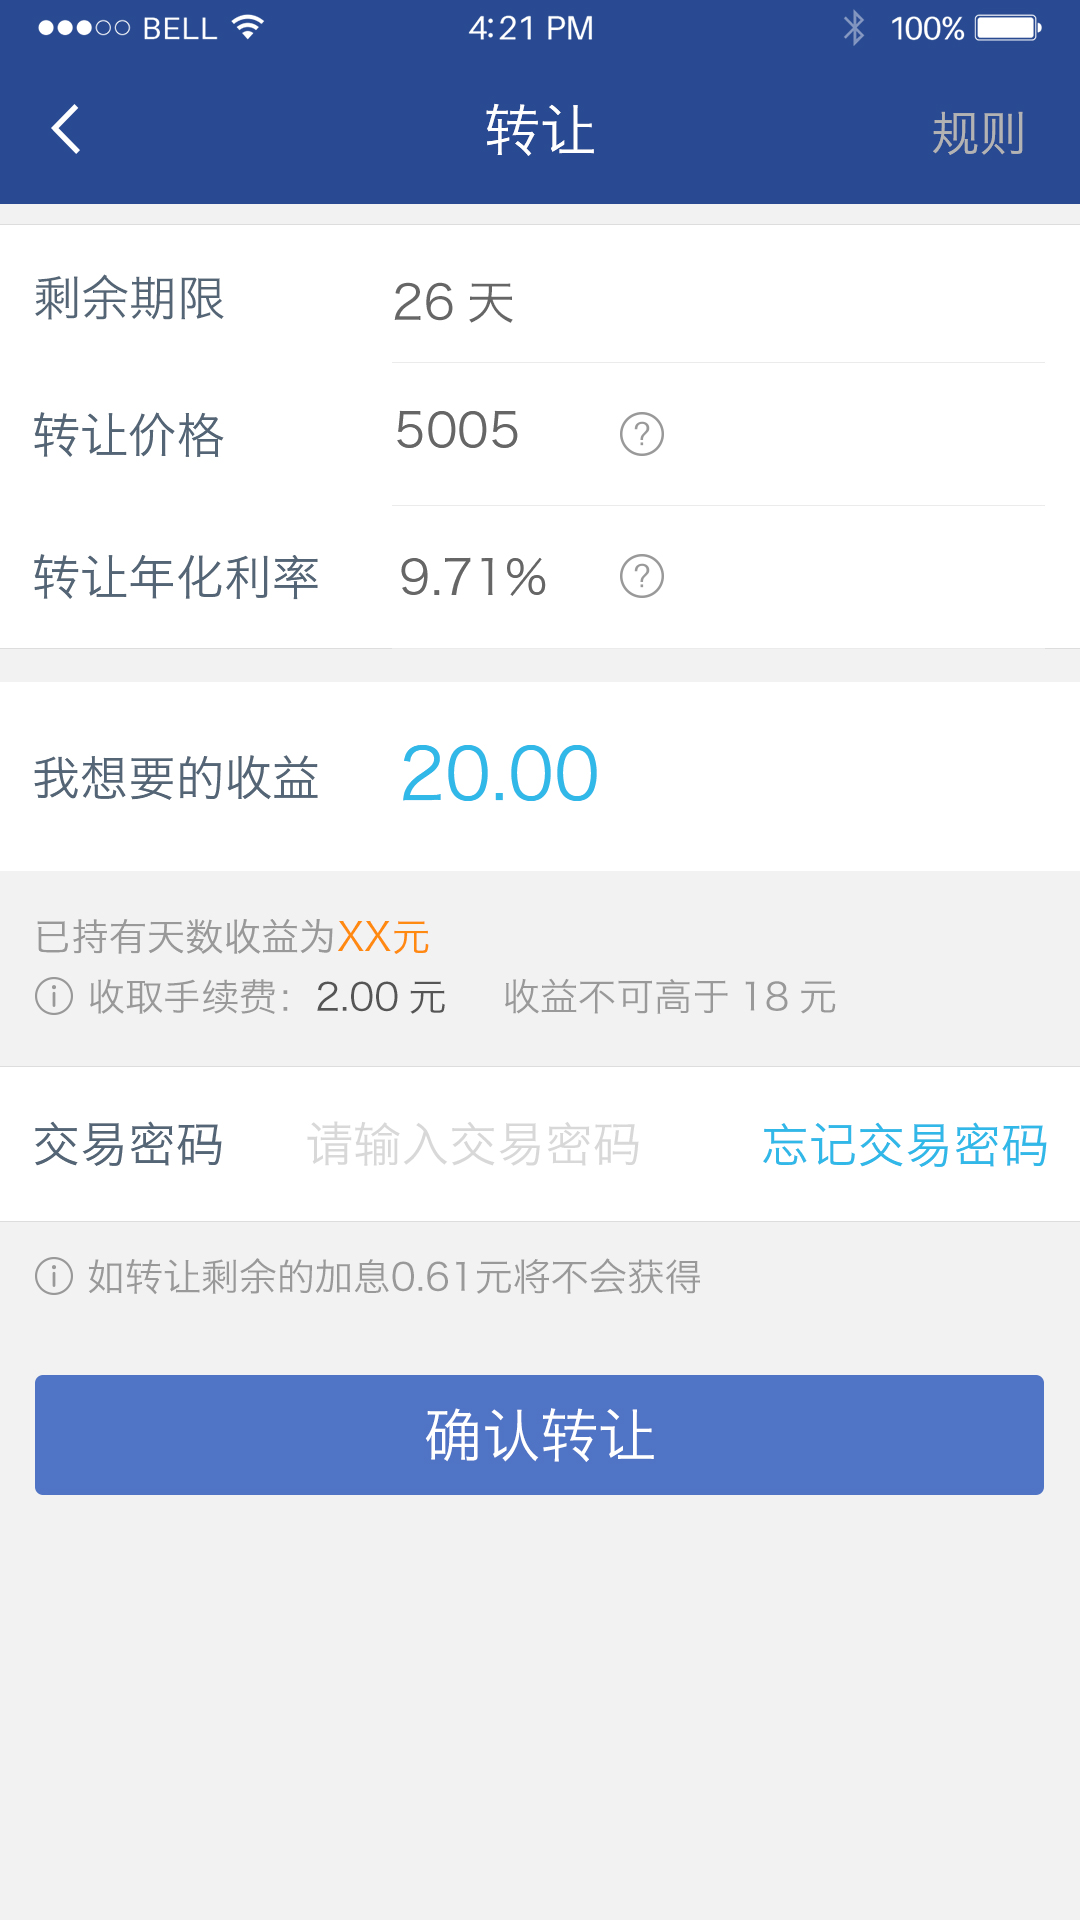 BELL 4:21 PM 100%
转让 规则
剩余期限 26 天
转让价格 5005 ?
转让年化利率 9.71% ?
我想要的收益 20.00
已持有天数收益为XX元
收取手续费: 2.00 元 收益不可高于 18 元
交易密码 请输入交易密码 忘记交易密码
如转让剩余的加息0.61元将不会获得
确认转让